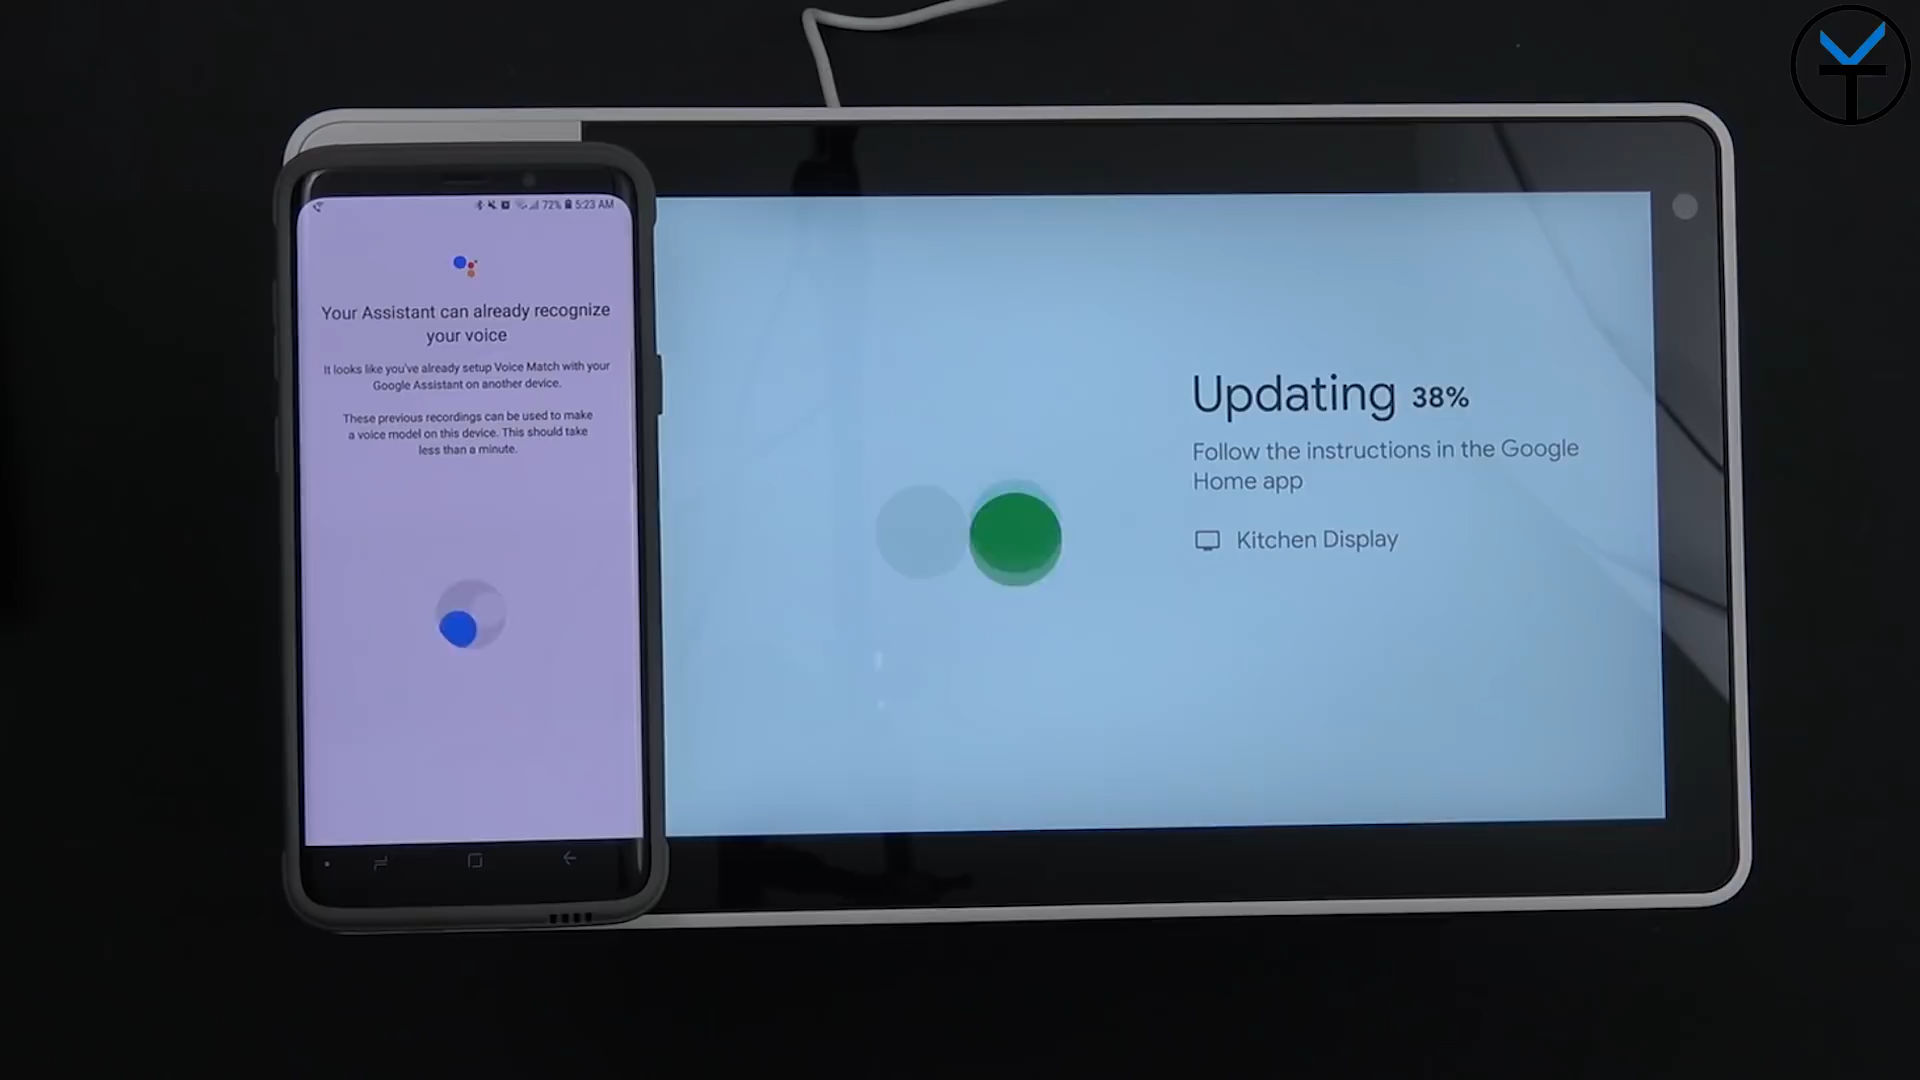 72% 5:23 AM
Your Assistant can already recognize
your voice
It looks like you've already setup Voice Match with your
Google Assistant on another device.
These previous recordings can be used to make
a voice model on this device. This should take
less than a minute.
Updating 38%
Follow the instructions in the Google
Home app
Kitchen Display